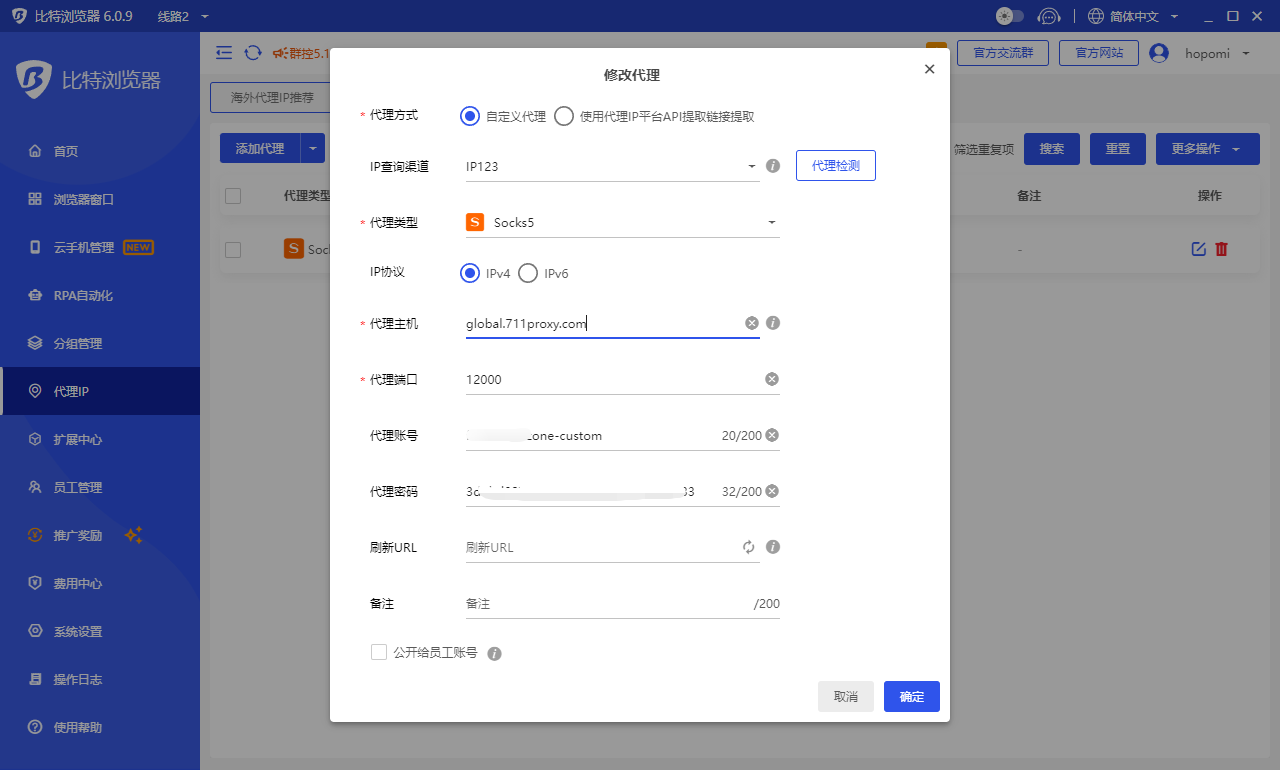 比特浏览器 6.0.9
线路2
简体中文
比特浏览器
首页
浏览器窗口
云手机管理 NEW
RPA自动化
分组管理
代理IP
扩展中心
员工管理
推广奖励
费用中心
系统设置
操作日志
使用帮助
群控5.1
官方交流群
官方网站
hopomi
海外代理IP推荐
添加代理
筛选重复项
搜索
重置
更多操作
代理类型
备注
操作
S Sock
-
修改代理
* 代理方式 自定义代理 使用代理IP平台API提取链接提取
IP查询渠道 IP123 代理检测
* 代理类型 S Socks5
IP协议 IPv4 IPv6
* 代理主机 global.711proxy.com
* 代理端口 12000
代理账号 one-custom 20/200
代理密码 32/200
刷新URL 刷新URL
备注 备注 /200
公开给员工账号
取消
确定